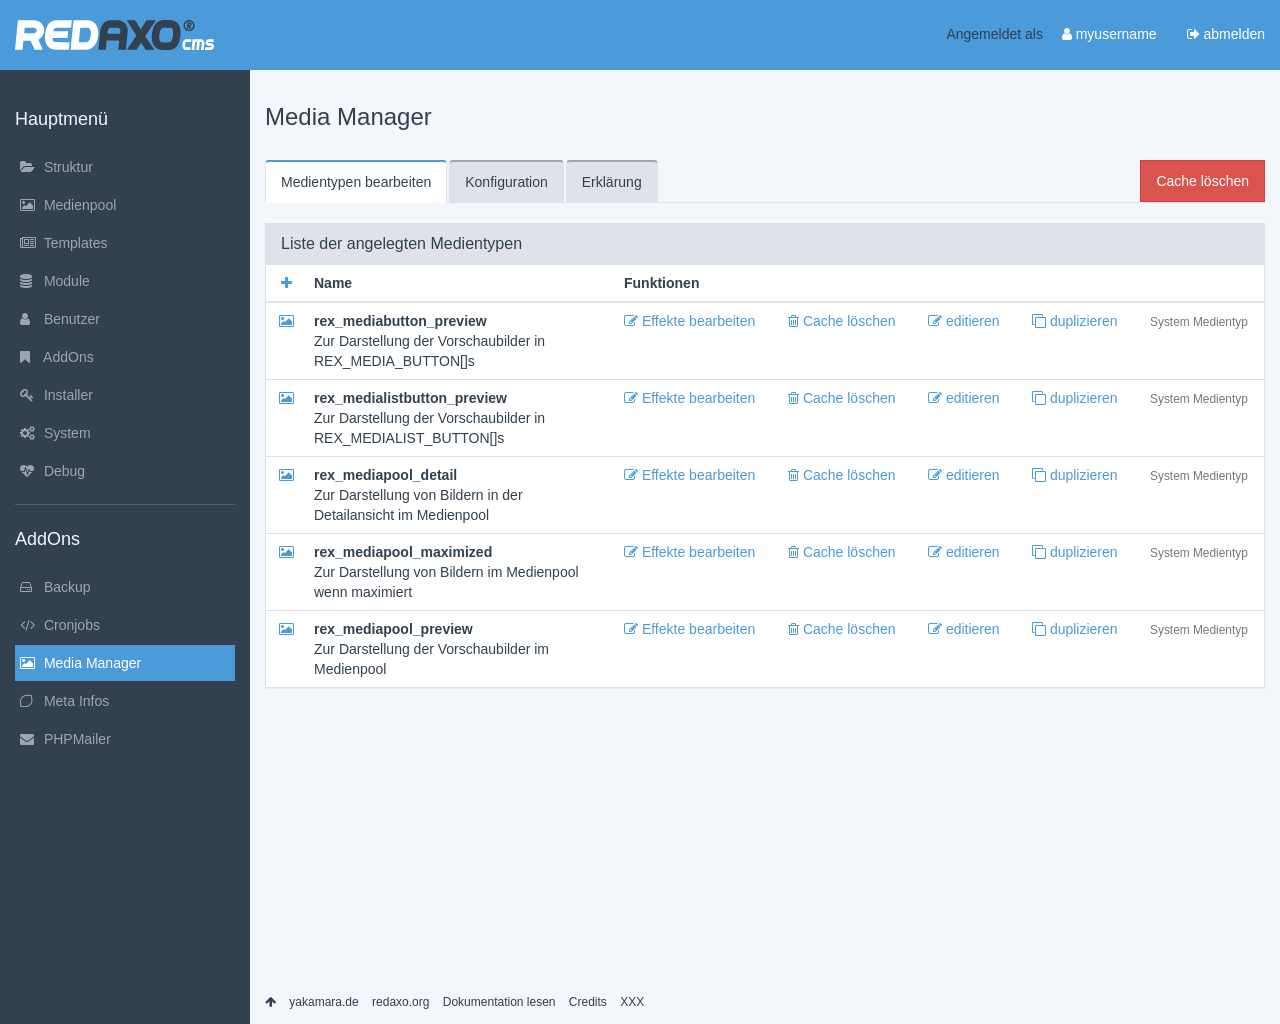 REDAXO® cms
Angemeldet als myusername abmelden
Hauptmenü
Struktur
Medienpool
Templates
Module
Benutzer
AddOns
Installer
System
Debug
AddOns
Backup
Cronjobs
Media Manager
Meta Infos
PHPMailer
Media Manager
Medientypen bearbeiten Konfiguration Erklärung Cache löschen
Liste der angelegten Medientypen
Name Funktionen
rex_mediabutton_preview Effekte bearbeiten Cache löschen editieren duplizieren System Medientyp
Zur Darstellung der Vorschaubilder in
REX_MEDIA_BUTTON[]s
rex_medialistbutton_preview Effekte bearbeiten Cache löschen editieren duplizieren System Medientyp
Zur Darstellung der Vorschaubilder in
REX_MEDIALIST_BUTTON[]s
rex_mediapool_detail Effekte bearbeiten Cache löschen editieren duplizieren System Medientyp
Zur Darstellung von Bildern in der
Detailansicht im Medienpool
rex_mediapool_maximized Effekte bearbeiten Cache löschen editieren duplizieren System Medientyp
Zur Darstellung von Bildern im Medienpool
wenn maximiert
rex_mediapool_preview Effekte bearbeiten Cache löschen editieren duplizieren System Medientyp
Zur Darstellung der Vorschaubilder im
Medienpool
yakamara.de redaxo.org Dokumentation lesen Credits XXX